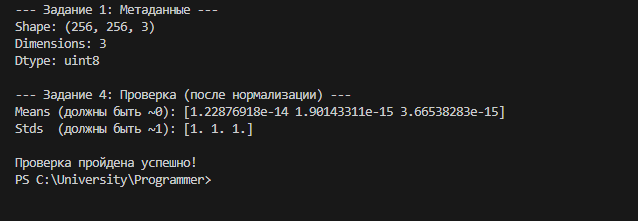 --- Задание 1: Метаданные ---
Shape: (256, 256, 3)
Dimensions: 3
Dtype: uint8
--- Задание 4: Проверка (после нормализации) ---
Means (должны быть ~0): [1.22876918e-14 1.90143311e-15 3.66538283e-15]
Stds  (должны быть ~1): [1. 1. 1.]
Проверка пройдена успешно!
PS C:\University\Programmer>